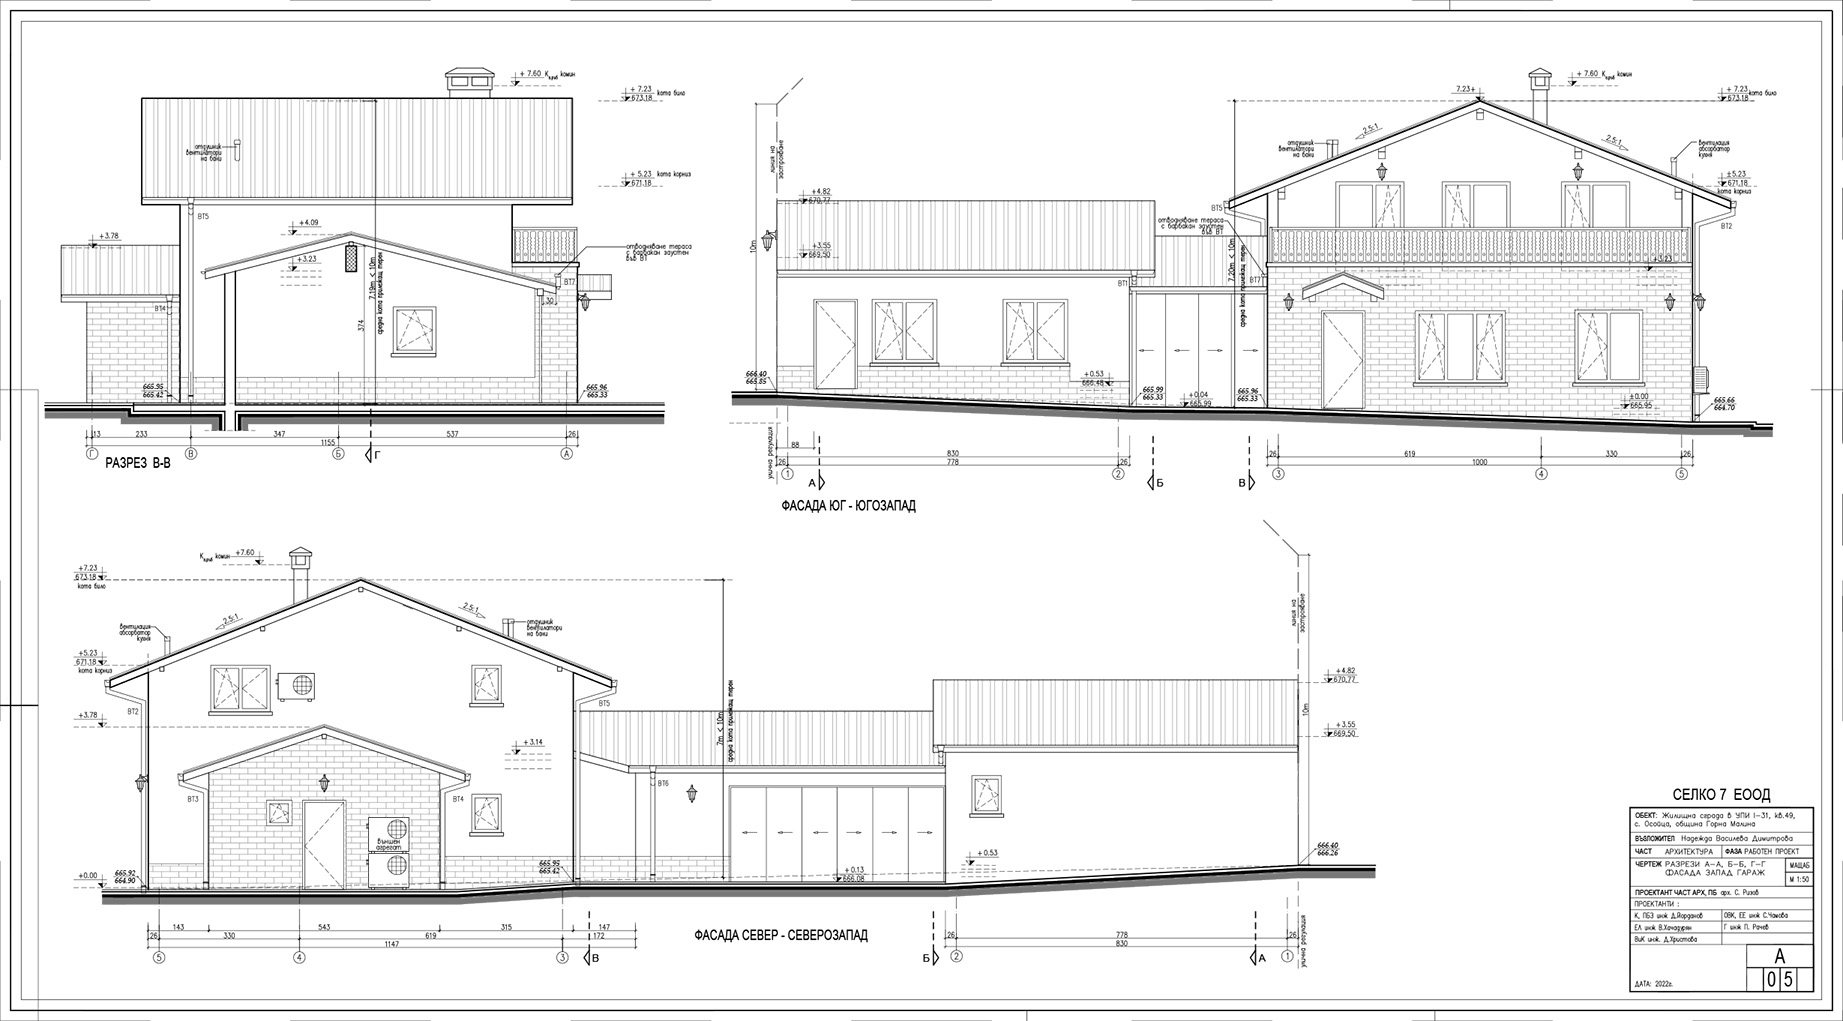 + 7.60 Ккриб комин
+ 7.23
673.18 кота било
отдушник
вентилатори
на бани
+ 5.23
671.18 кота корниз
ВТ5
+4.09
+3.78
+3.23
отводняване тераса
с барбакан заустен
във В1
ВТ7
ВТ4
30
374
7.19m < 10m
средна кота прилежащ терен
665.95
665.42
665.96
665.33
13
233
347
537
26
1155
Г
В
Б
Г
А
РАЗРЕЗ В-В
линия на
застрояване
10m
+4.82
670.77
+3.55
669.50
666.40
665.85
улична регулация
88
ВТ1
+0.53
666.48
665.99
665.33
+0.04
665.99
отводняване тераса
с барбакан заустен
във В1
7.20m < 10m
средна кота прилежащ терен
ВТ7
665.96
665.33
7.23+
+ 7.60 Ккриб комин
+ 7.23
673.18 кота било
2.5:1
2.5:1
отдушник
вентилатори
на бани
вентилация
абсорбатор
кухня
+5.23
671.18
кота корниз
ВТ5
ВТ2
+3.23
±0.00
665.95
665.66
664.70
26
830
778
26
26
619
330
26
1000
1
А
2
Б
В
3
4
5
ФАСАДА ЮГ - ЮГОЗАПАД
Ккриб комин +7.60
+7.23
673.18
кота било
2.5:1
2.5:1
вентилация
абсорбатор
кухня
отдушник
вентилатори
на бани
+5.23
671.18
кота корниз
ВТ2
ВТ5
+3.78
+3.14
ВТ3
ВТ4
външен
агрегат
±0.00
665.92
664.90
665.95
665.42
ВТ6
7m < 10m
средна кота прилежащ терен
+0.13
666.08
+0.53
линия на
застрояване
+4.82
670.77
10m
+3.55
669.50
666.40
666.26
улична регулация
143
543
315
147
26
330
619
172
1147
26
778
26
830
5
4
3
В
Б
2
А
1
ФАСАДА СЕВЕР - СЕВЕРОЗАПАД
СЕЛКО 7 ЕООД
ОБЕКТ: Жилищна сграда в УПИ I-31, кв.49,
с. Осойца, община Горна Малина
ВЪЗЛОЖИТЕЛ Надежда Василева Димитрова
ЧАСТ АРХИТЕКТУРА ФАЗА РАБОТЕН ПРОЕКТ
ЧЕРТЕЖ РАЗРЕЗИ А-А, Б-Б, Г-Г
ФАСАДА ЗАПАД ГАРАЖ
МАЩАБ
М 1:50
ПРОЕКТАНТ ЧАСТ АРХ, ПБ арх. С. Ризов
ПРОЕКТАНТИ :
К, ПБЗ инж Д.Йорданов ОВК, ЕЕ инж С.Чамова
ЕЛ инж В.Хачадурян Г инж П. Рачев
ВиК инж. Д.Христова
А
05
ДАТА: 2022г.